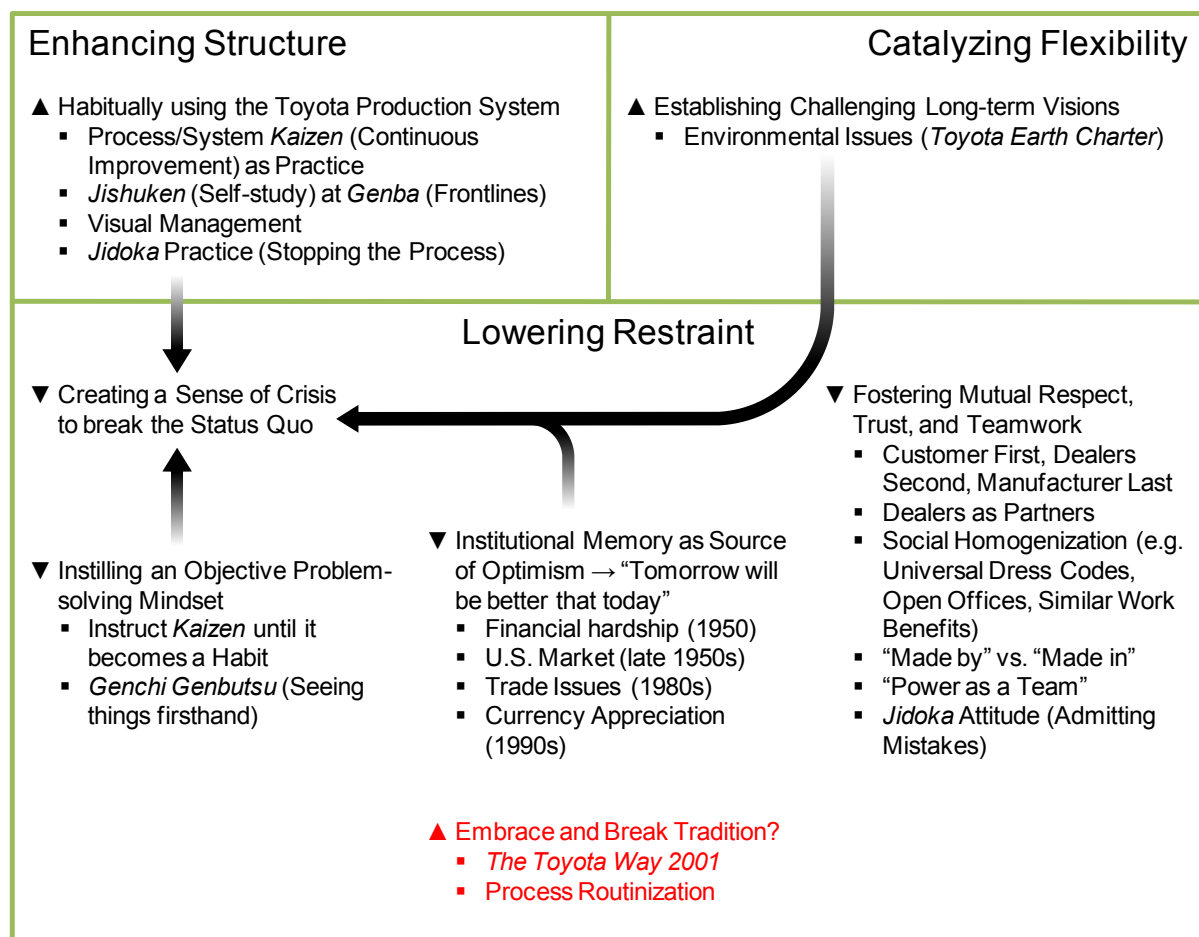 Enhancing Structure
▲ Habitually using the Toyota Production System
▪ Process/System Kaizen (Continuous
Improvement) as Practice
▪ Jishuken (Self-study) at Genba (Frontlines)
▪ Visual Management
▪ Jidoka Practice (Stopping the Process)
Catalyzing Flexibility
▲ Establishing Challenging Long-term Visions
▪ Environmental Issues (Toyota Earth Charter)
Lowering Restraint
▼ Creating a Sense of Crisis
to break the Status Quo
▼ Instilling an Objective Problem-
solving Mindset
▪ Instruct Kaizen until it
becomes a Habit
▪ Genchi Genbutsu (Seeing
things firsthand)
▼ Institutional Memory as Source
of Optimism → “Tomorrow will
be better that today”
▪ Financial hardship (1950)
▪ U.S. Market (late 1950s)
▪ Trade Issues (1980s)
▪ Currency Appreciation
(1990s)
▼ Fostering Mutual Respect,
Trust, and Teamwork
▪ Customer First, Dealers
Second, Manufacturer Last
▪ Dealers as Partners
▪ Social Homogenization (e.g.
Universal Dress Codes,
Open Offices, Similar Work
Benefits)
▪ “Made by” vs. “Made in”
▪ “Power as a Team”
▪ Jidoka Attitude (Admitting
Mistakes)
▲ Embrace and Break Tradition?
▪ The Toyota Way 2001
▪ Process Routinization